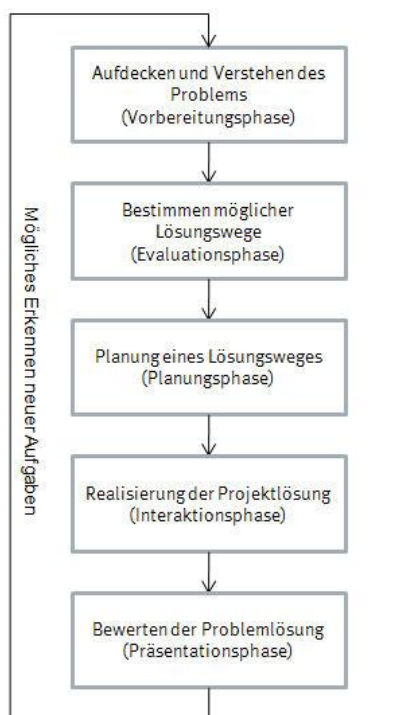 Aufdecken und Verstehen des
Problems
(Vorbereitungsphase)
Bestimmen möglicher
Lösungswege
(Evaluationsphase)
Planung eines Lösungsweges
(Planungsphase)
Realisierung der Projektlösung
(Interaktionsphase)
Bewerten der Problemlösung
(Präsentationsphase)
Mögliches Erkennen neuer Aufgaben